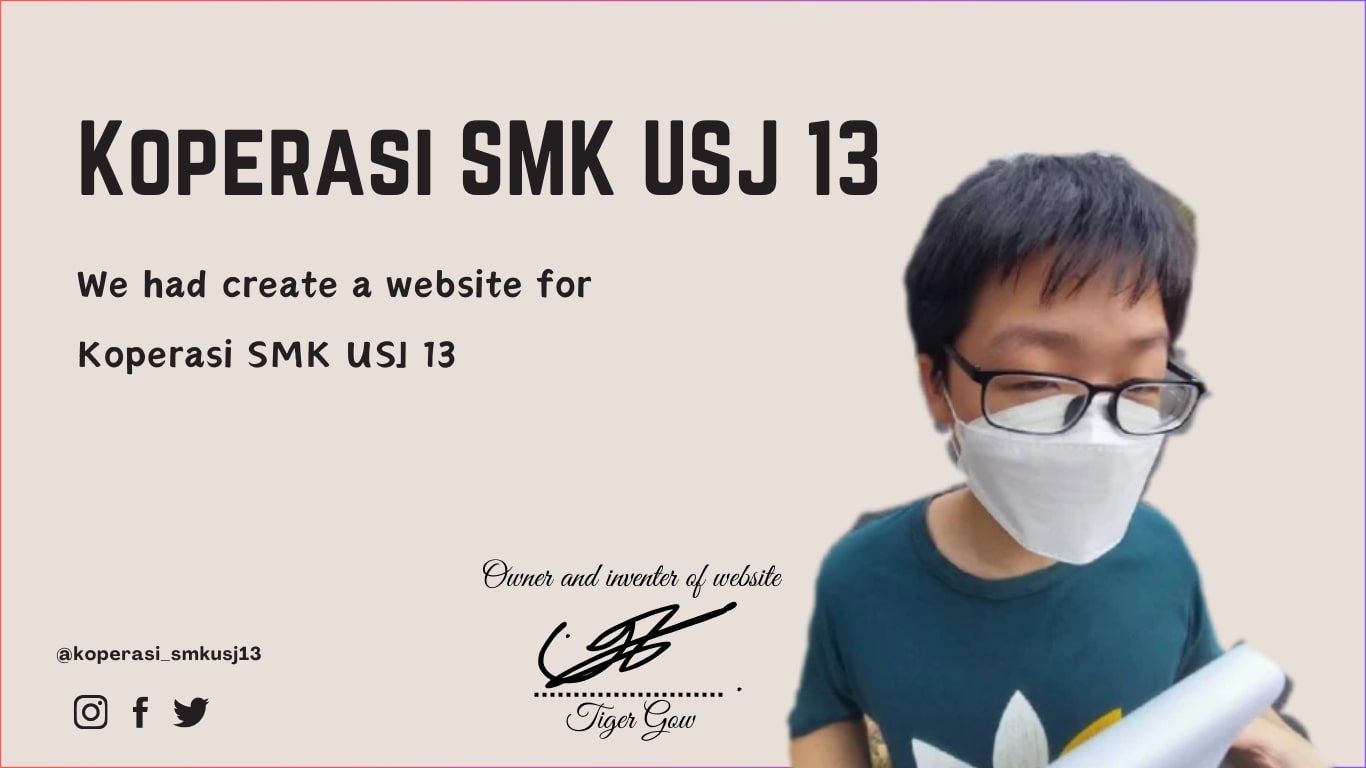 Koperasi SMK USJ 13
We had create a website for
Koperasi SMK USJ 13
Owner and inventer of website
Tiger Gow
@koperasi_smkusj13